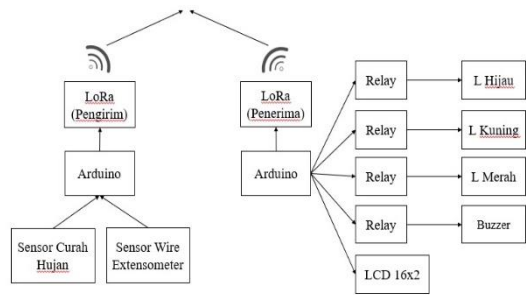 LoRa
(Pengirim)
Arduino
Sensor Curah
Hujan
Sensor Wire
Extensometer
LoRa
(Penerima)
Arduino
Relay
L Hijau
Relay
L Kuning
Relay
L Merah
Relay
Buzzer
LCD 16x2